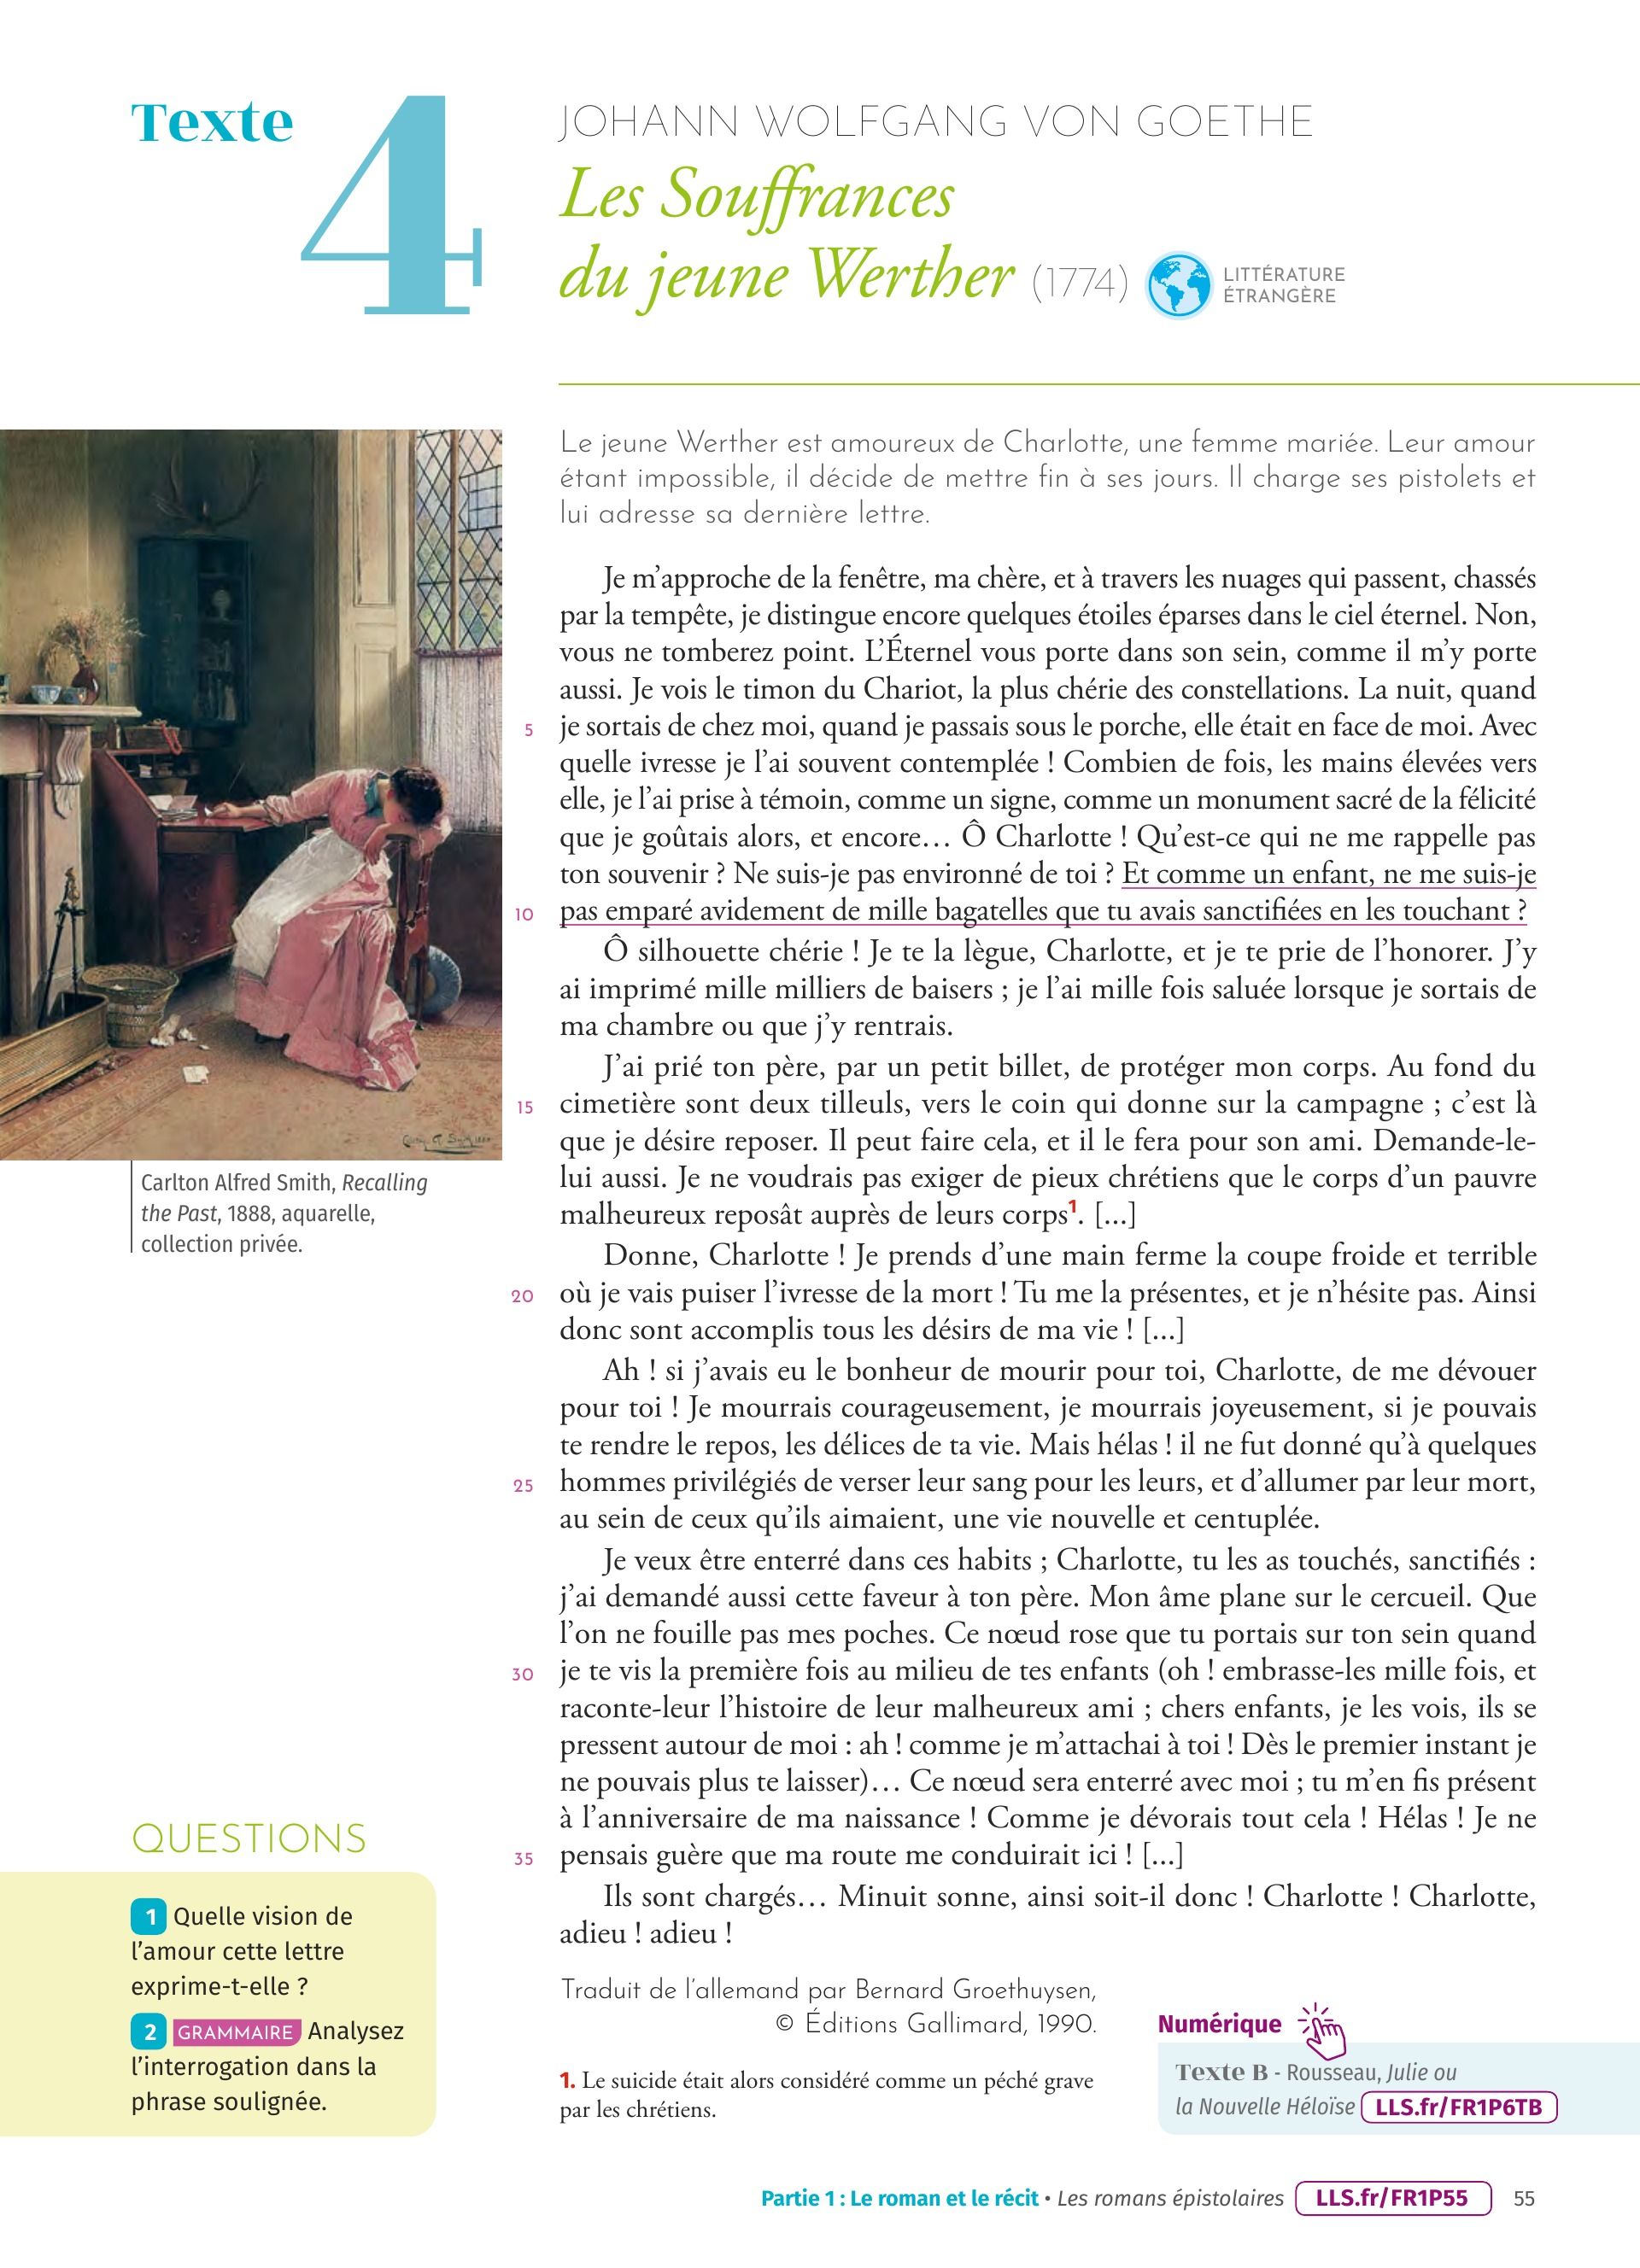 Texte 4
JOHANN WOLFGANG VON GOETHE
Les Souffrances
du jeune Werther (1774)
LITTÉRATURE
ÉTRANGÈRE
Le jeune Werther est amoureux de Charlotte, une femme mariée. Leur amour
étant impossible, il décide de mettre fin à ses jours. Il charge ses pistolets et
lui adresse sa dernière lettre.
Je m'approche de la fenêtre, ma chère, et à travers les nuages qui passent, chassés
par la tempête, je distingue encore quelques étoiles éparses dans le ciel éternel. Non,
vous ne tomberez point. L'Éternel vous porte dans son sein, comme il m'y porte
aussi. Je vois le timon du Chariot, la plus chérie des constellations. La nuit, quand
5 je sortais de chez moi, quand je passais sous le porche, elle était en face de moi. Avec
quelle ivresse je l'ai souvent contemplée ! Combien de fois, les mains élevées vers
elle, je l'ai prise à témoin, comme un signe, comme un monument sacré de la félicité
que je goûtais alors, et encore… Ô Charlotte ! Qu'est-ce qui ne me rappelle pas
ton souvenir ? Ne suis-je pas environné de toi ? Et comme un enfant, ne me suis-je
10 pas emparé avidement de mille bagatelles que tu avais sanctifiées en les touchant ?
Ô silhouette chérie ! Je te la lègue, Charlotte, et je te prie de l'honorer. J'y
ai imprimé mille milliers de baisers ; je l'ai mille fois saluée lorsque je sortais de
ma chambre ou que j'y rentrais.
J'ai prié ton père, par un petit billet, de protéger mon corps. Au fond du
15 cimetière sont deux tilleuls, vers le coin qui donne sur la campagne ; c'est là
que je désire reposer. Il peut faire cela, et il le fera pour son ami. Demande-le-
lui aussi. Je ne voudrais pas exiger de pieux chrétiens que le corps d'un pauvre
malheureux reposât auprès de leurs corps1. [...]
Donne, Charlotte ! Je prends d'une main ferme la coupe froide et terrible
20 où je vais puiser l'ivresse de la mort ! Tu me la présentes, et je n'hésite pas. Ainsi
donc sont accomplis tous les désirs de ma vie ! [...]
Ah ! si j'avais eu le bonheur de mourir pour toi, Charlotte, de me dévouer
pour toi ! Je mourrais courageusement, je mourrais joyeusement, si je pouvais
te rendre le repos, les délices de ta vie. Mais hélas ! il ne fut donné qu'à quelques
25 hommes privilégiés de verser leur sang pour les leurs, et d'allumer par leur mort,
au sein de ceux qu'ils aimaient, une vie nouvelle et centuplée.
Je veux être enterré dans ces habits ; Charlotte, tu les as touchés, sanctifiés :
j'ai demandé aussi cette faveur à ton père. Mon âme plane sur le cercueil. Que
l'on ne fouille pas mes poches. Ce nœud rose que tu portais sur ton sein quand
30 je te vis la première fois au milieu de tes enfants (oh ! embrasse-les mille fois, et
raconte-leur l'histoire de leur malheureux ami ; chers enfants, je les vois, ils se
pressent autour de moi : ah ! comme je m'attachai à toi ! Dès le premier instant je
ne pouvais plus te laisser)… Ce nœud sera enterré avec moi ; tu m'en fis présent
à l'anniversaire de ma naissance ! Comme je dévorais tout cela ! Hélas ! Je ne
35 pensais guère que ma route me conduirait ici ! [...]
Ils sont chargés… Minuit sonne, ainsi soit-il donc ! Charlotte ! Charlotte,
adieu ! adieu !
Traduit de l'allemand par Bernard Groethuysen,
© Éditions Gallimard, 1990.
1. Le suicide était alors considéré comme un péché grave
par les chrétiens.
Carlton Alfred Smith, Recalling
the Past, 1888, aquarelle,
collection privée.
QUESTIONS
1 Quelle vision de
l'amour cette lettre
exprime-t-elle ?
2 GRAMMAIRE Analysez
l'interrogation dans la
phrase soulignée.
Numérique
Texte B - Rousseau, Julie ou
la Nouvelle Héloïse LLS.fr/FR1P6TB
Partie 1 : Le roman et le récit • Les romans épistolaires LLS.fr/FR1P55 55